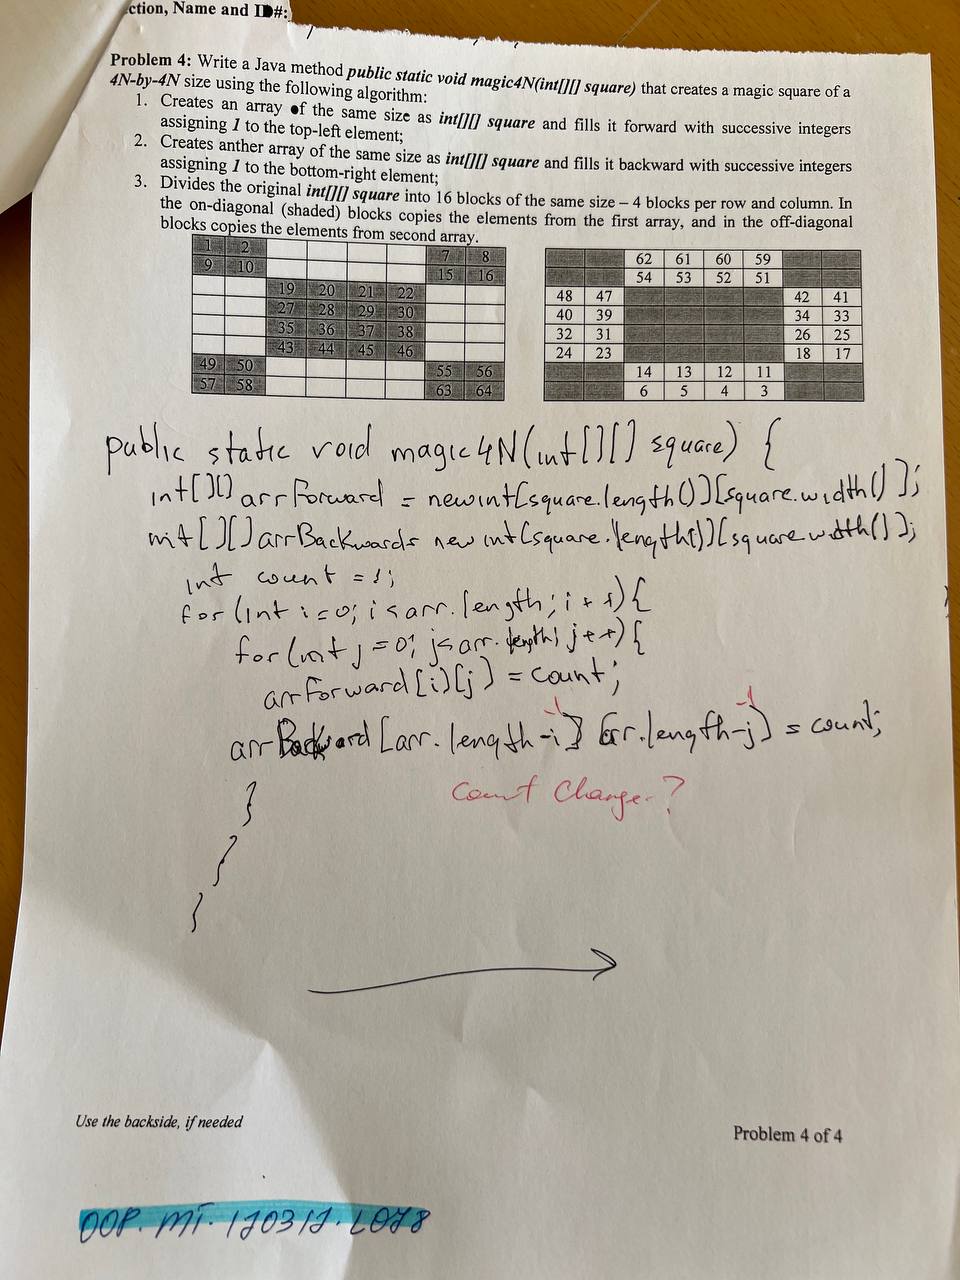 ction, Name and ID#:
Problem 4: Write a Java method public static void magic4N(int[][] square) that creates a magic square of a
4N-by-4N size using the following algorithm:
1. Creates an array of the same size as int[][] square and fills it forward with successive integers
assigning 1 to the top-left element;
2. Creates anther array of the same size as int[][] square and fills it backward with successive integers
assigning 1 to the bottom-right element;
3. Divides the original int[][] square into 16 blocks of the same size – 4 blocks per row and column. In
the on-diagonal (shaded) blocks copies the elements from the first array, and in the off-diagonal
blocks copies the elements from second array.
1 2 7 8
9 10 15 16
19 20 21 22
27 28 29 30
35 36 37 38
43 44 45 46
49 50 55 56
57 58 63 64
62 61 60 59
54 53 52 51
48 47 42 41
40 39 34 33
32 31 26 25
24 23 18 17
14 13 12 11
6 5 4 3
public static void magic4N(int[][] square) {
int[][] arrForward = new int[square.length()][square.width()];
int[][] arrBackwards new int[square.length()][square width()];
int count = 1;
for (int i=0; i<arr.length; i++){
for (int j=0; j<arr.length; j++){
arrForward[i][j] = count;
arrBackward[arr.length-i-1][arr.length-j-1] = count;
count change?
}
}
}
Use the backside, if needed
Problem 4 of 4
OOP. MT. 120312. LO78